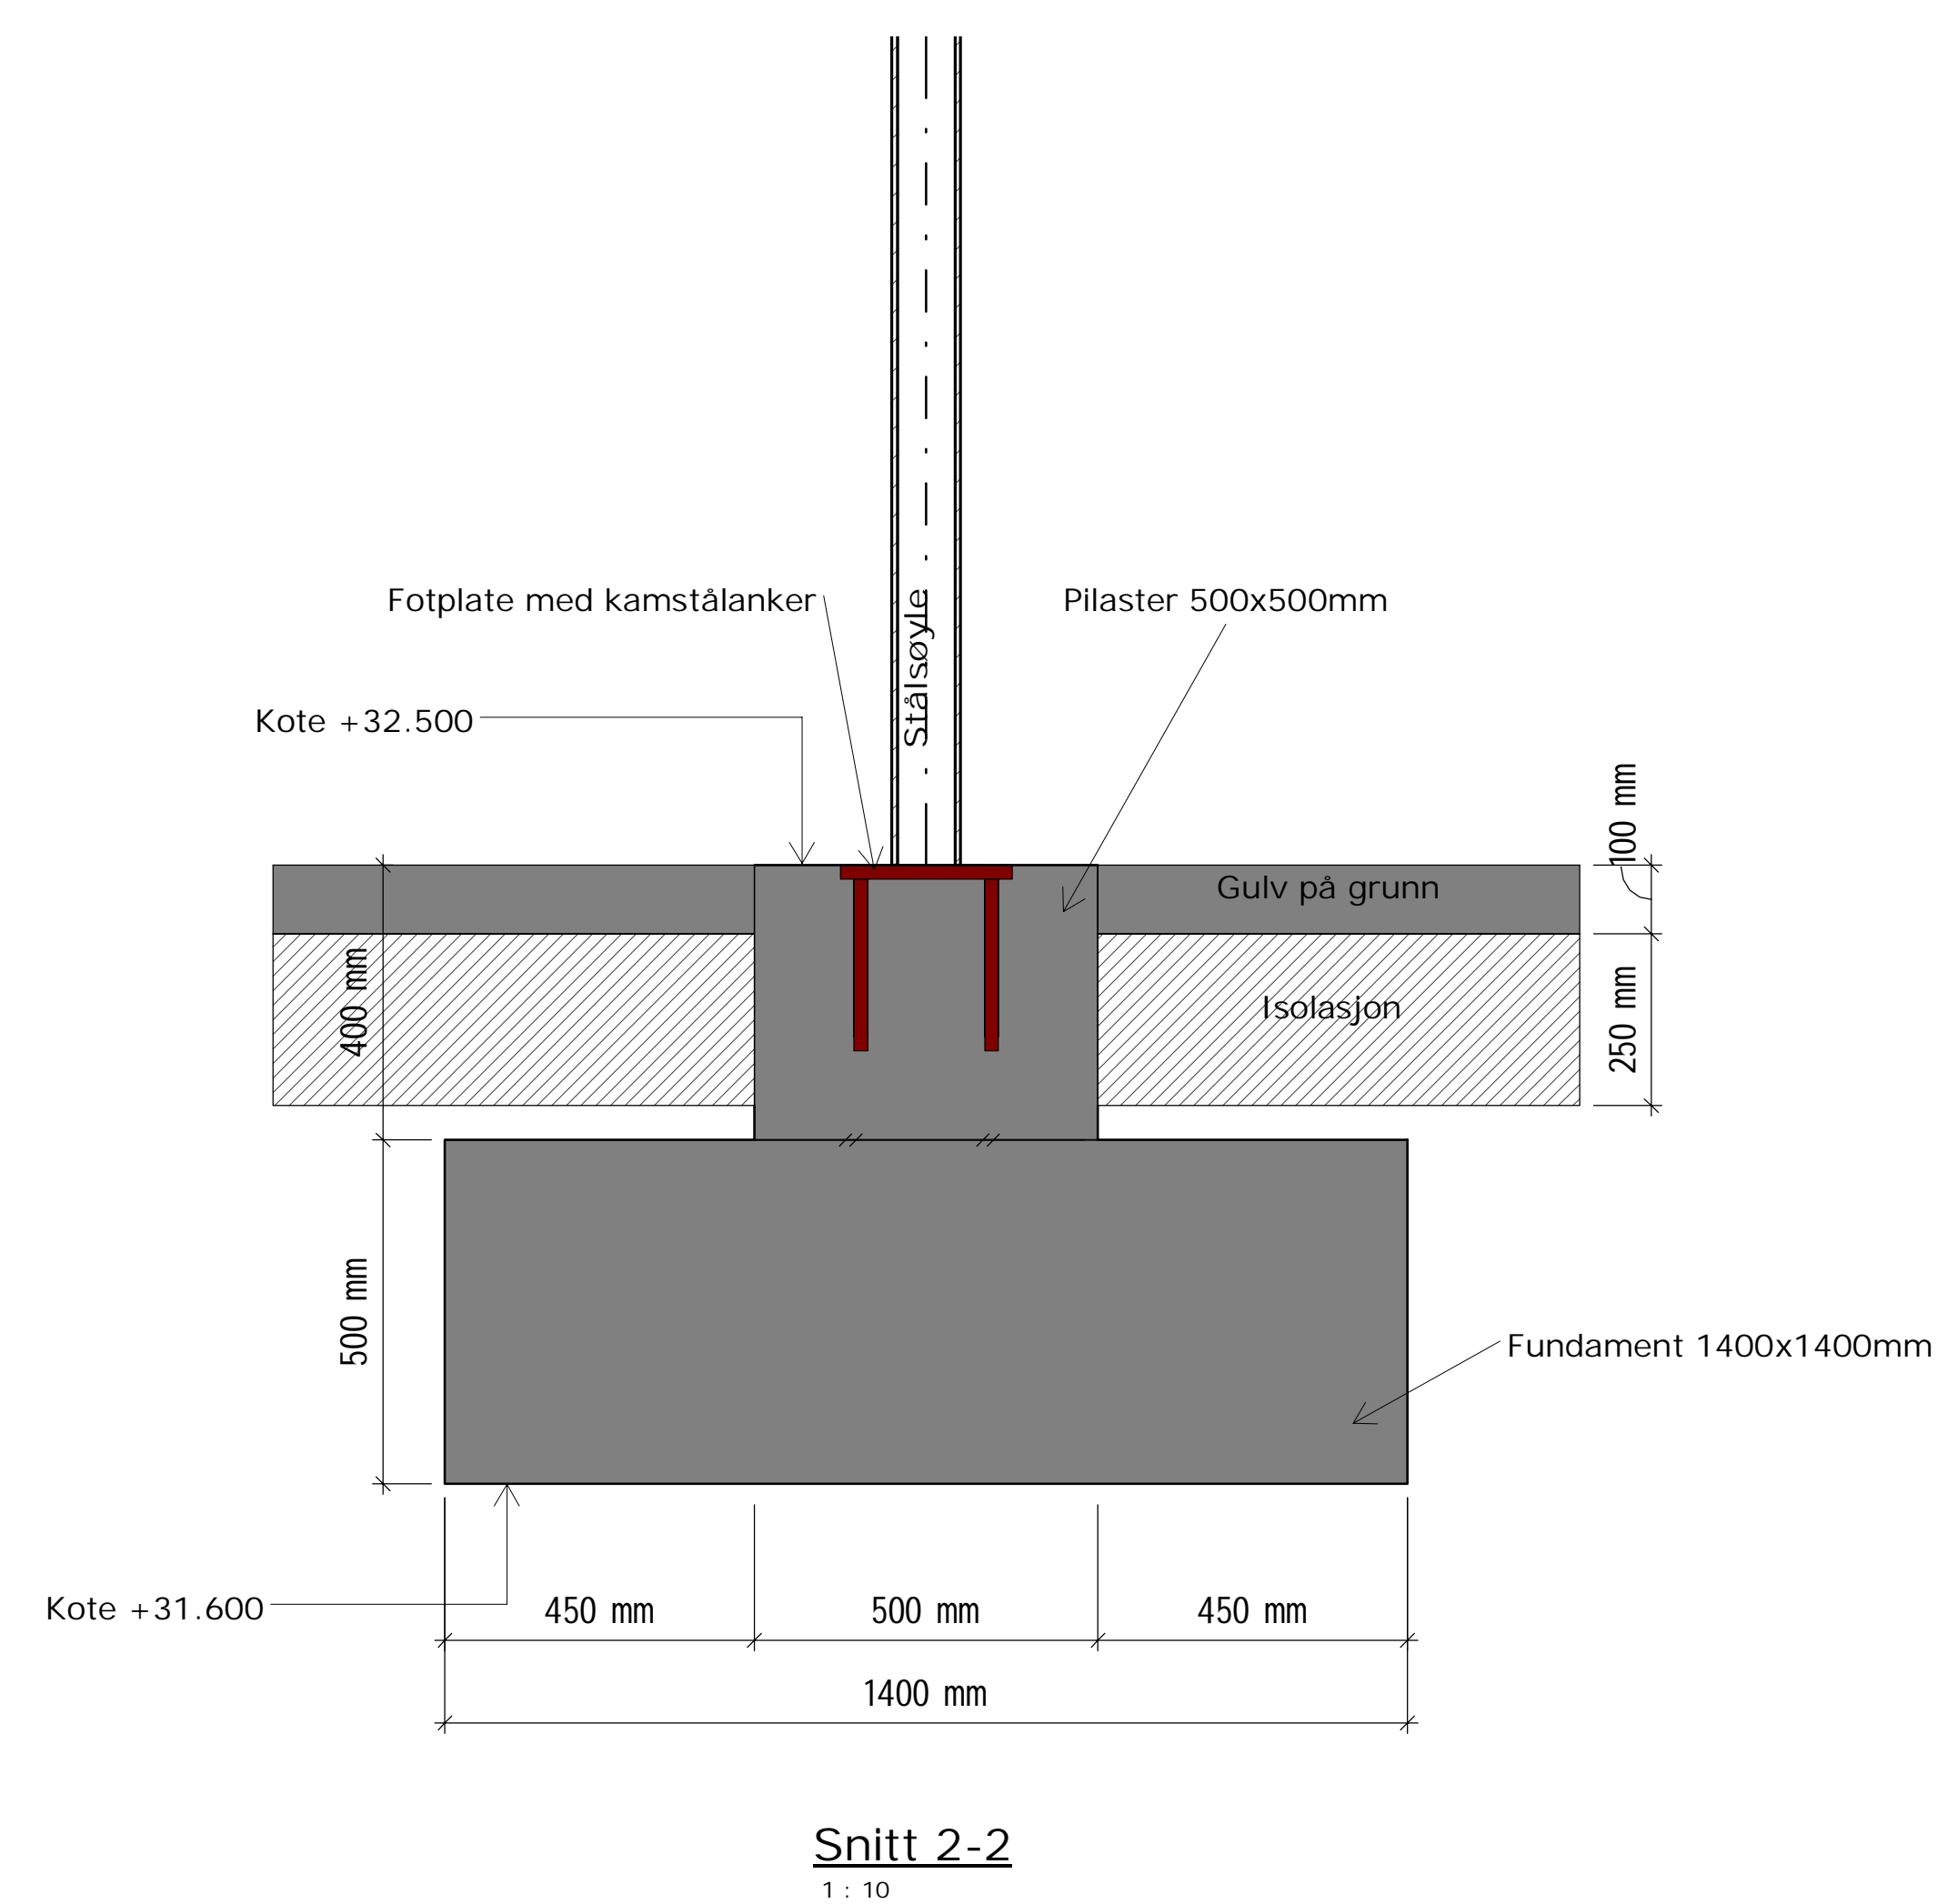 Fotplate med kamstålanker
Pilaster 500x500mm
Stålsøyle
Kote +32.500
100 mm
Gulv på grunn
400 mm
Isolasjon
250 mm
500 mm
Fundament 1400x1400mm
Kote +31.600
450 mm
500 mm
450 mm
1400 mm
Snitt 2-2
1 : 10